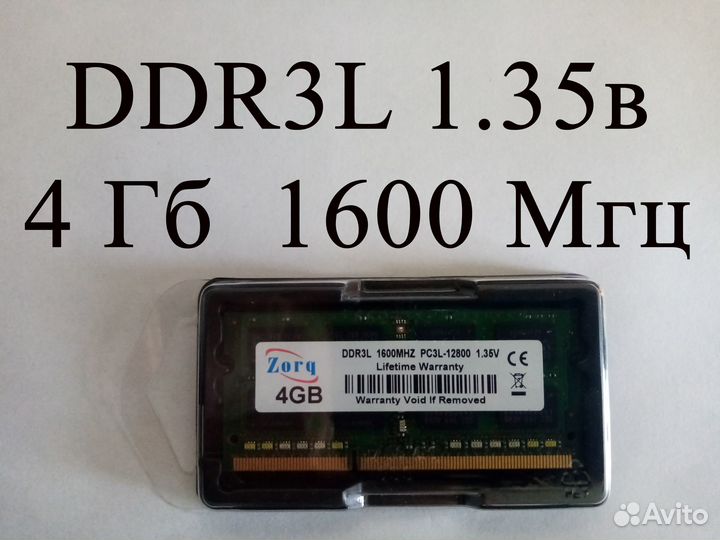 DDR3L 1.35в
4 Гб 1600 Мгц
DDR3L 1600MHZ PC3L-12800 1.35V
Zorq
Lifetime Warranty
4GB
Warranty Void If Removed
CE
Avito